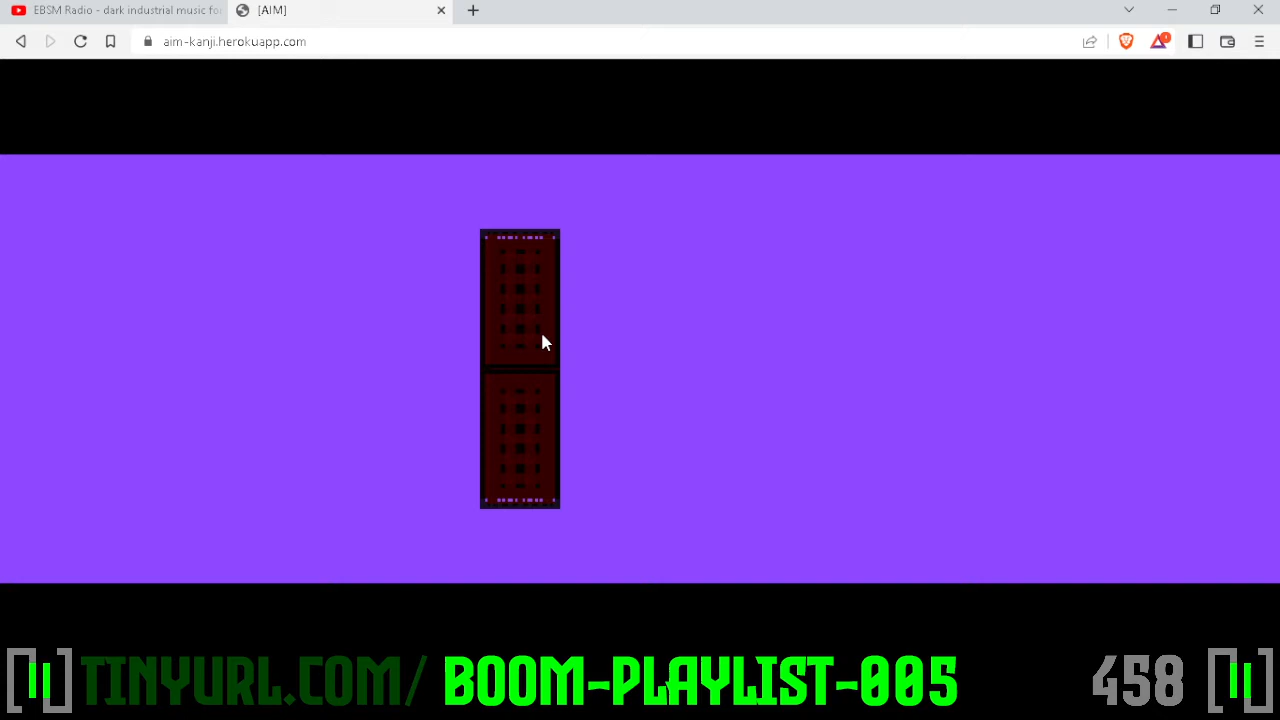 EBSM Radio - dark industrial music fo
[AIM]
aim-kanji.herokuapp.com
TINYURL.COM/ BOOM-PLAYLIST-005
458